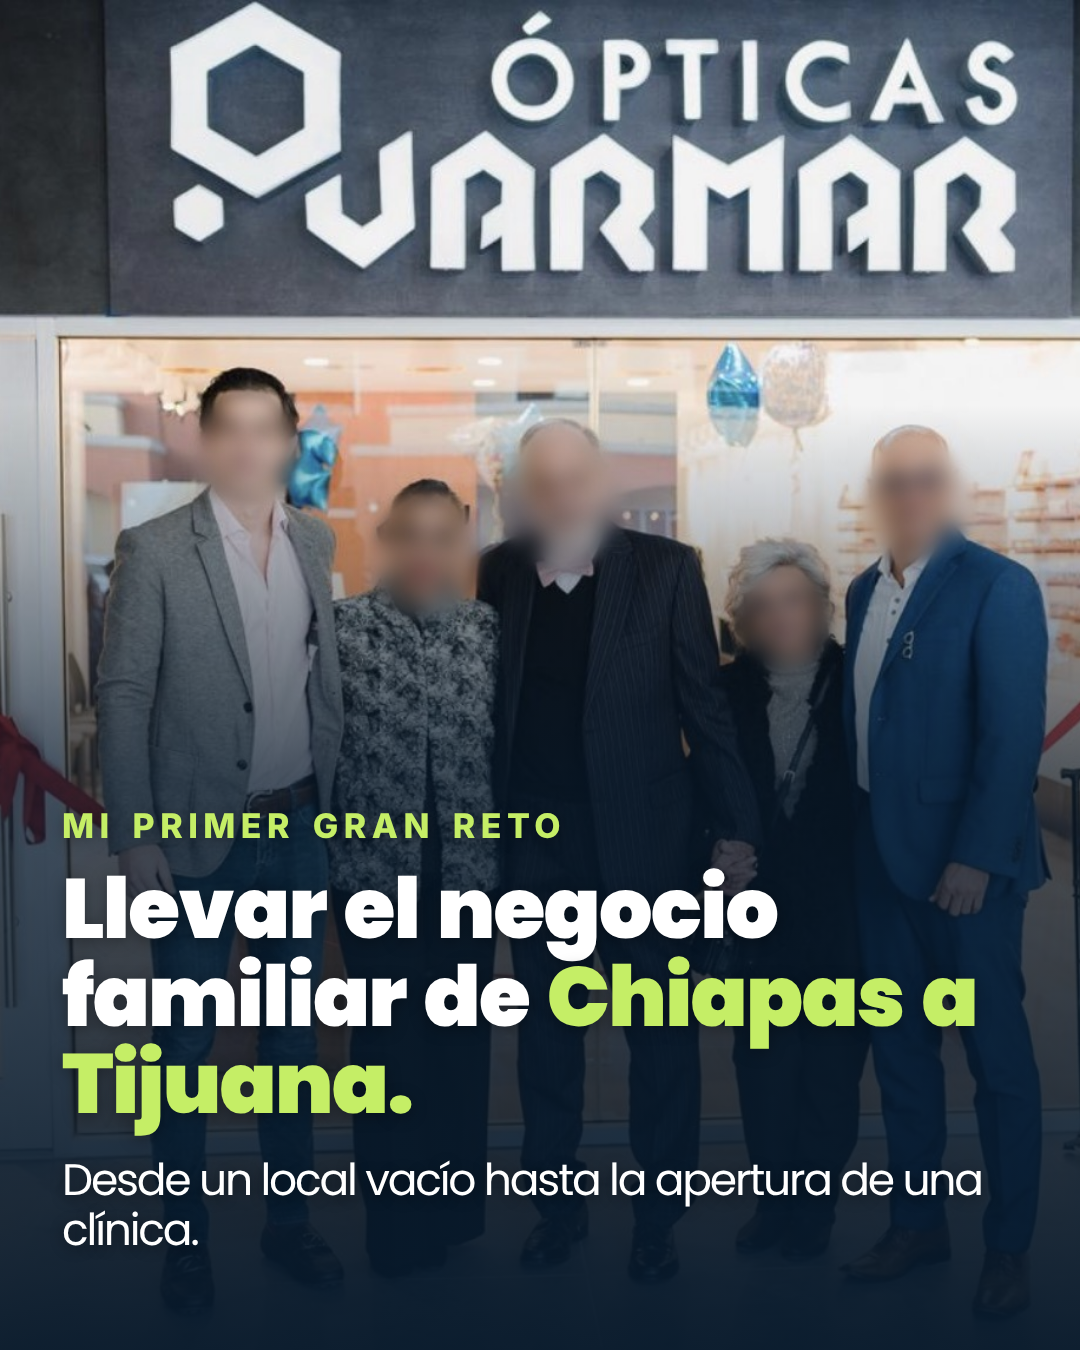 ÓPTICAS
JARMAR
MI PRIMER GRAN RETO
Llevar el negocio
familiar de Chiapas a
Tijuana.
Desde un local vacío hasta la apertura de una
clínica.